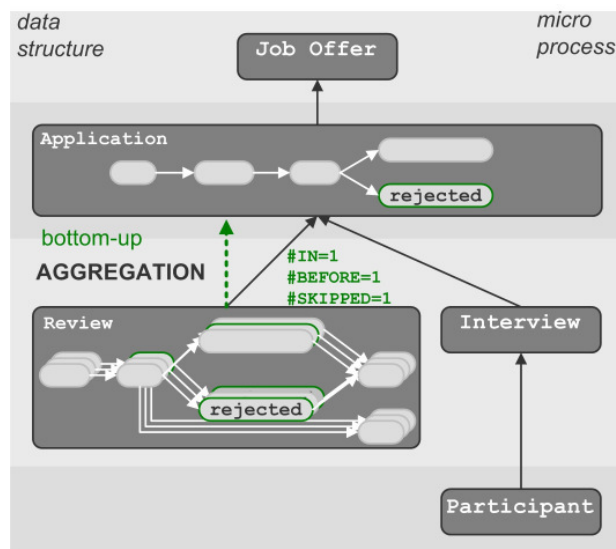 data
structure
micro
process
Job Offer
Application
rejected
bottom-up
AGGREGATION
#IN=1
#BEFORE=1
#SKIPPED=1
Review
rejected
Interview
Participant